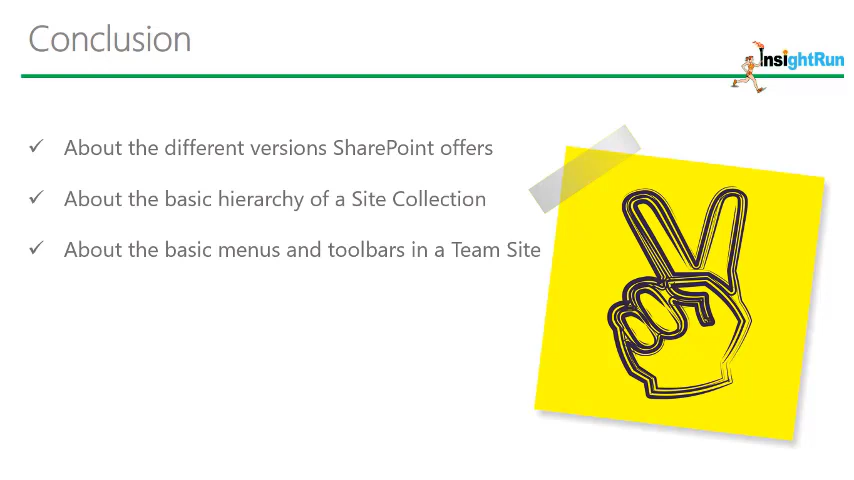 Conclusion
InsightRun
About the different versions SharePoint offers
About the basic hierarchy of a Site Collection
About the basic menus and toolbars in a Team Site